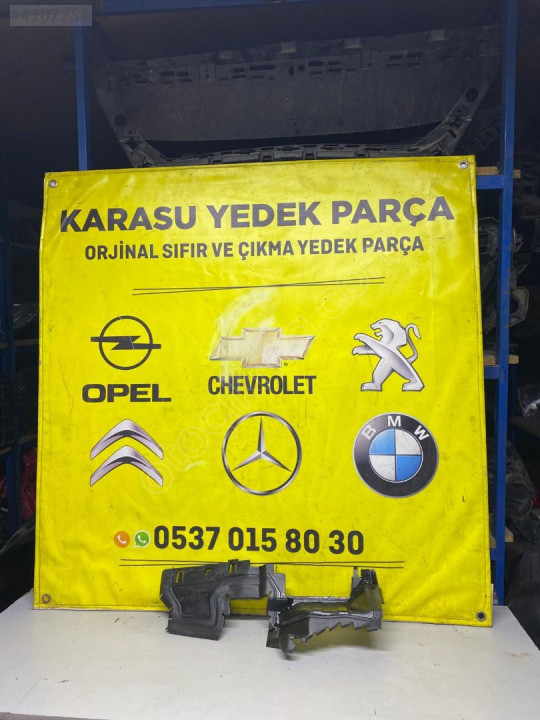 KARASU YEDEK PARÇA
ORJİNAL SIFIR VE ÇIKMA YEDEK PARÇA
OPEL
CHEVROLET
BMW
0537 015 80 30